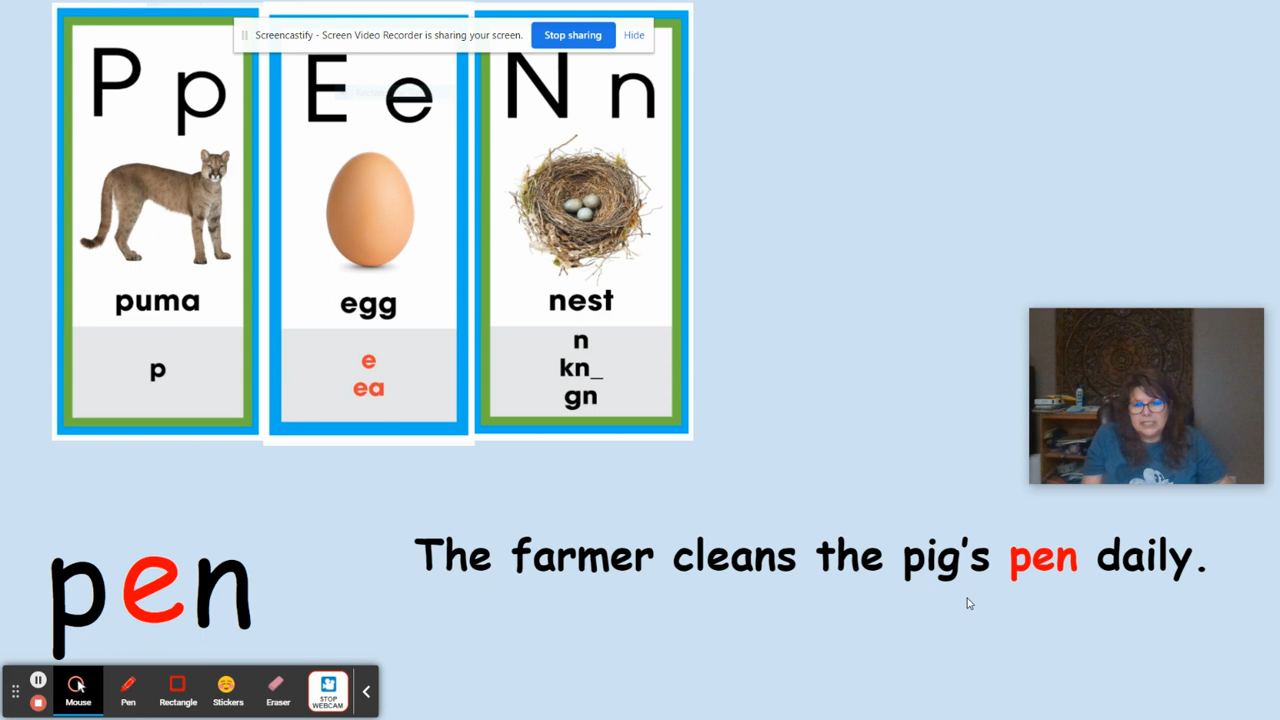 Screencastify - Screen Video Recorder is sharing your screen. Stop sharing Hide
P p E e N n
puma egg nest
p
e
ea
n
kn_
gn
pen
The farmer cleans the pig's pen daily.
Mouse Pen Rectangle Stickers Eraser STOP WEBCAM